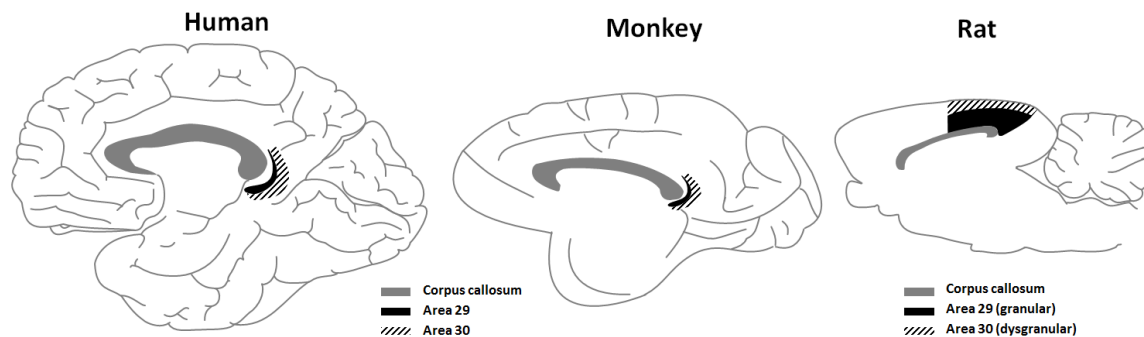 Human
Monkey
Rat
Corpus callosum
Area 29
Area 30
Corpus callosum
Area 29 (granular)
Area 30 (dysgranular)